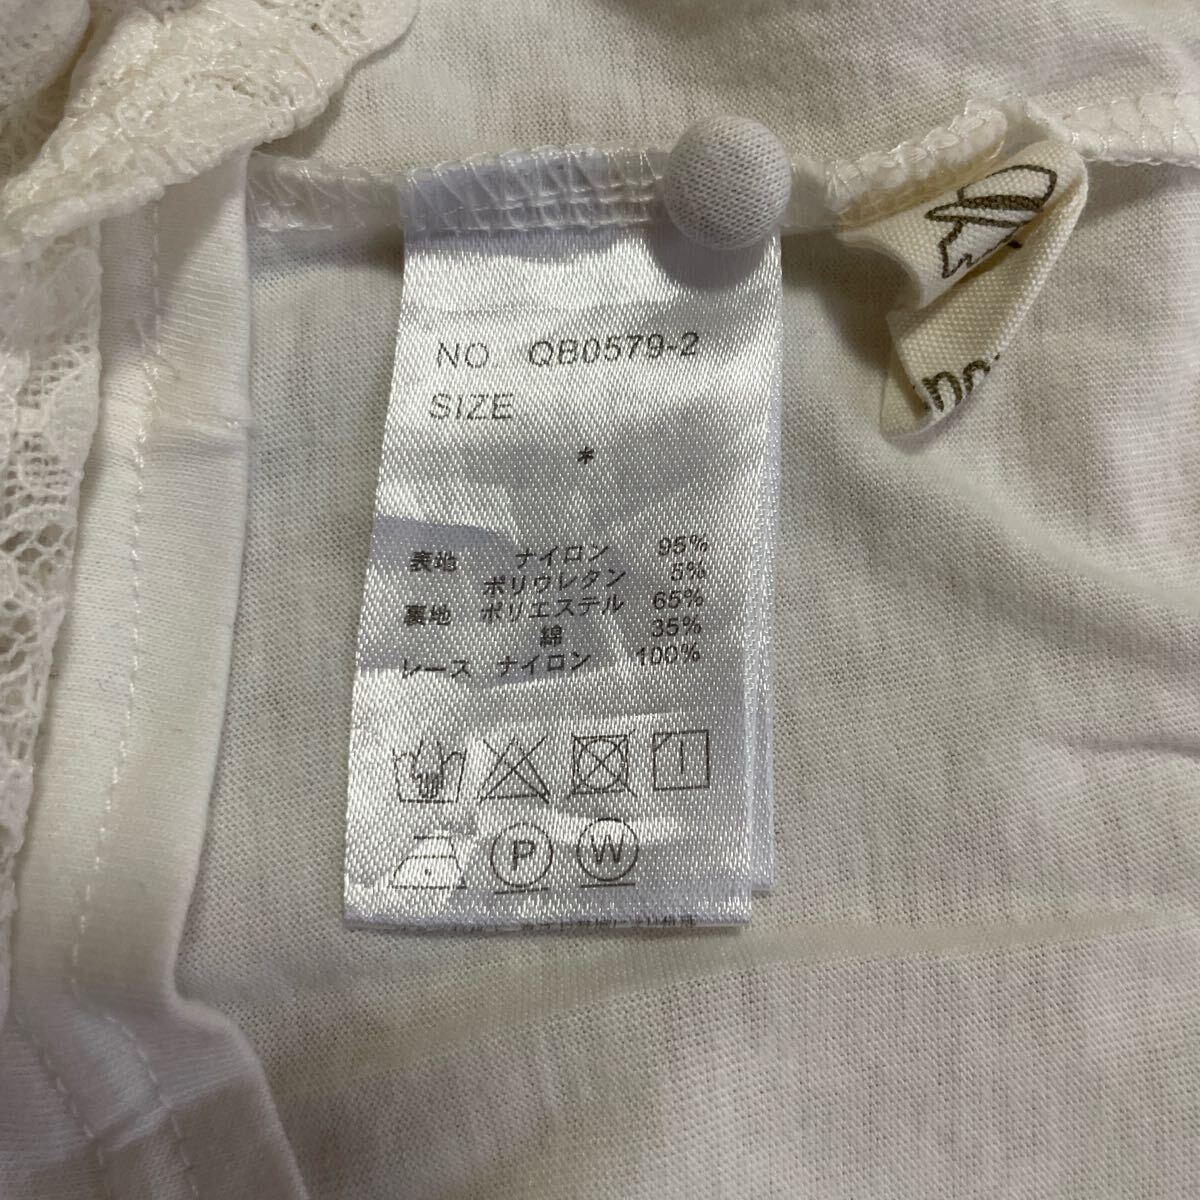 NO. QB0579-2
SIZE
*
表地 ナイロン 95%
ポリウレタン 5%
裏地 ポリエステル 65%
綿 35%
レース ナイロン 100%
P W